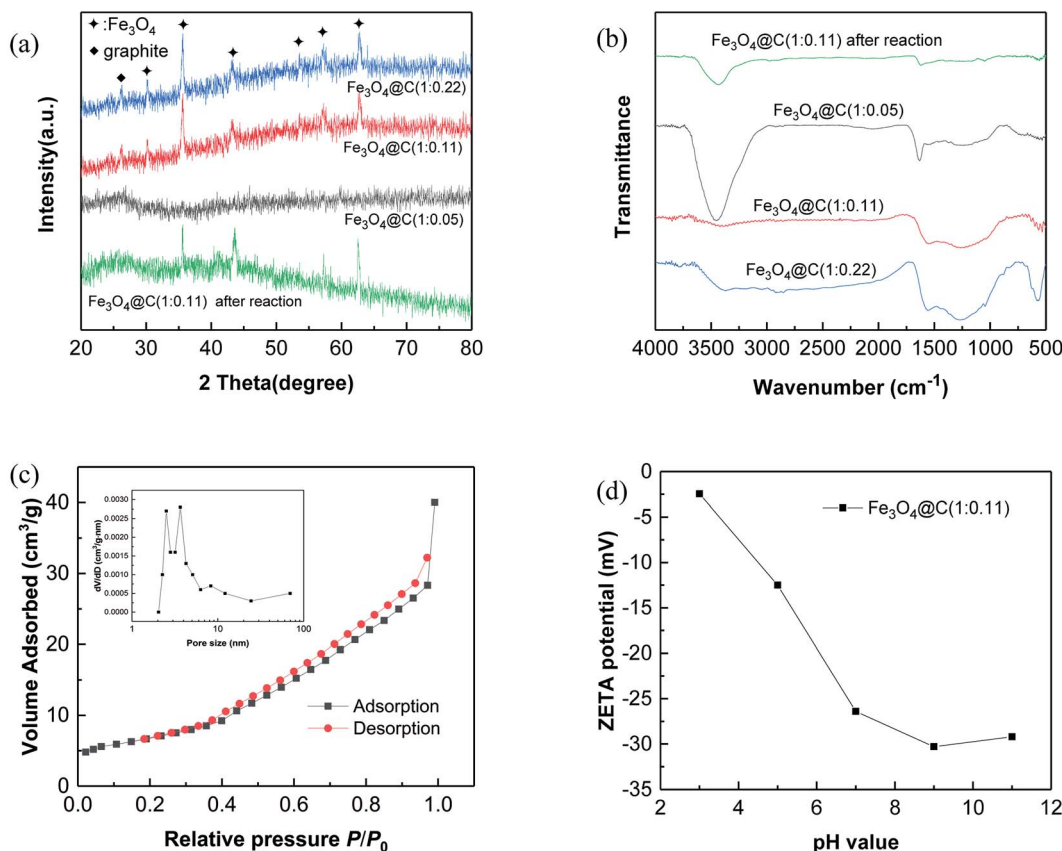 (a)
✦:Fe₃O₄
◆ graphite
Fe₃O₄@C(1:0.22)
Fe₃O₄@C(1:0.11)
Fe₃O₄@C(1:0.05)
Fe₃O₄@C(1:0.11) after reaction
Intensity(a.u.)
20 30 40 50 60 70 80
2 Theta(degree)
(b)
Fe₃O₄@C(1:0.11) after reaction
Fe₃O₄@C(1:0.05)
Fe₃O₄@C(1:0.11)
Fe₃O₄@C(1:0.22)
Transmittance
4000 3500 3000 2500 2000 1500 1000 500
Wavenumber (cm⁻¹)
(c)
40
30
20
10
0
Volume Adsorbed (cm³/g)
0.0030
0.0025
0.0020
0.0015
0.0010
0.0005
0.0000
dV/dD (cm³/g·nm)
1 10 100
Pore size (nm)
Adsorption
Desorption
0.0 0.2 0.4 0.6 0.8 1.0
Relative pressure P/P₀
(d)
0
-5
-10
-15
-20
-25
-30
-35
ZETA potential (mV)
Fe₃O₄@C(1:0.11)
2 4 6 8 10 12
pH value